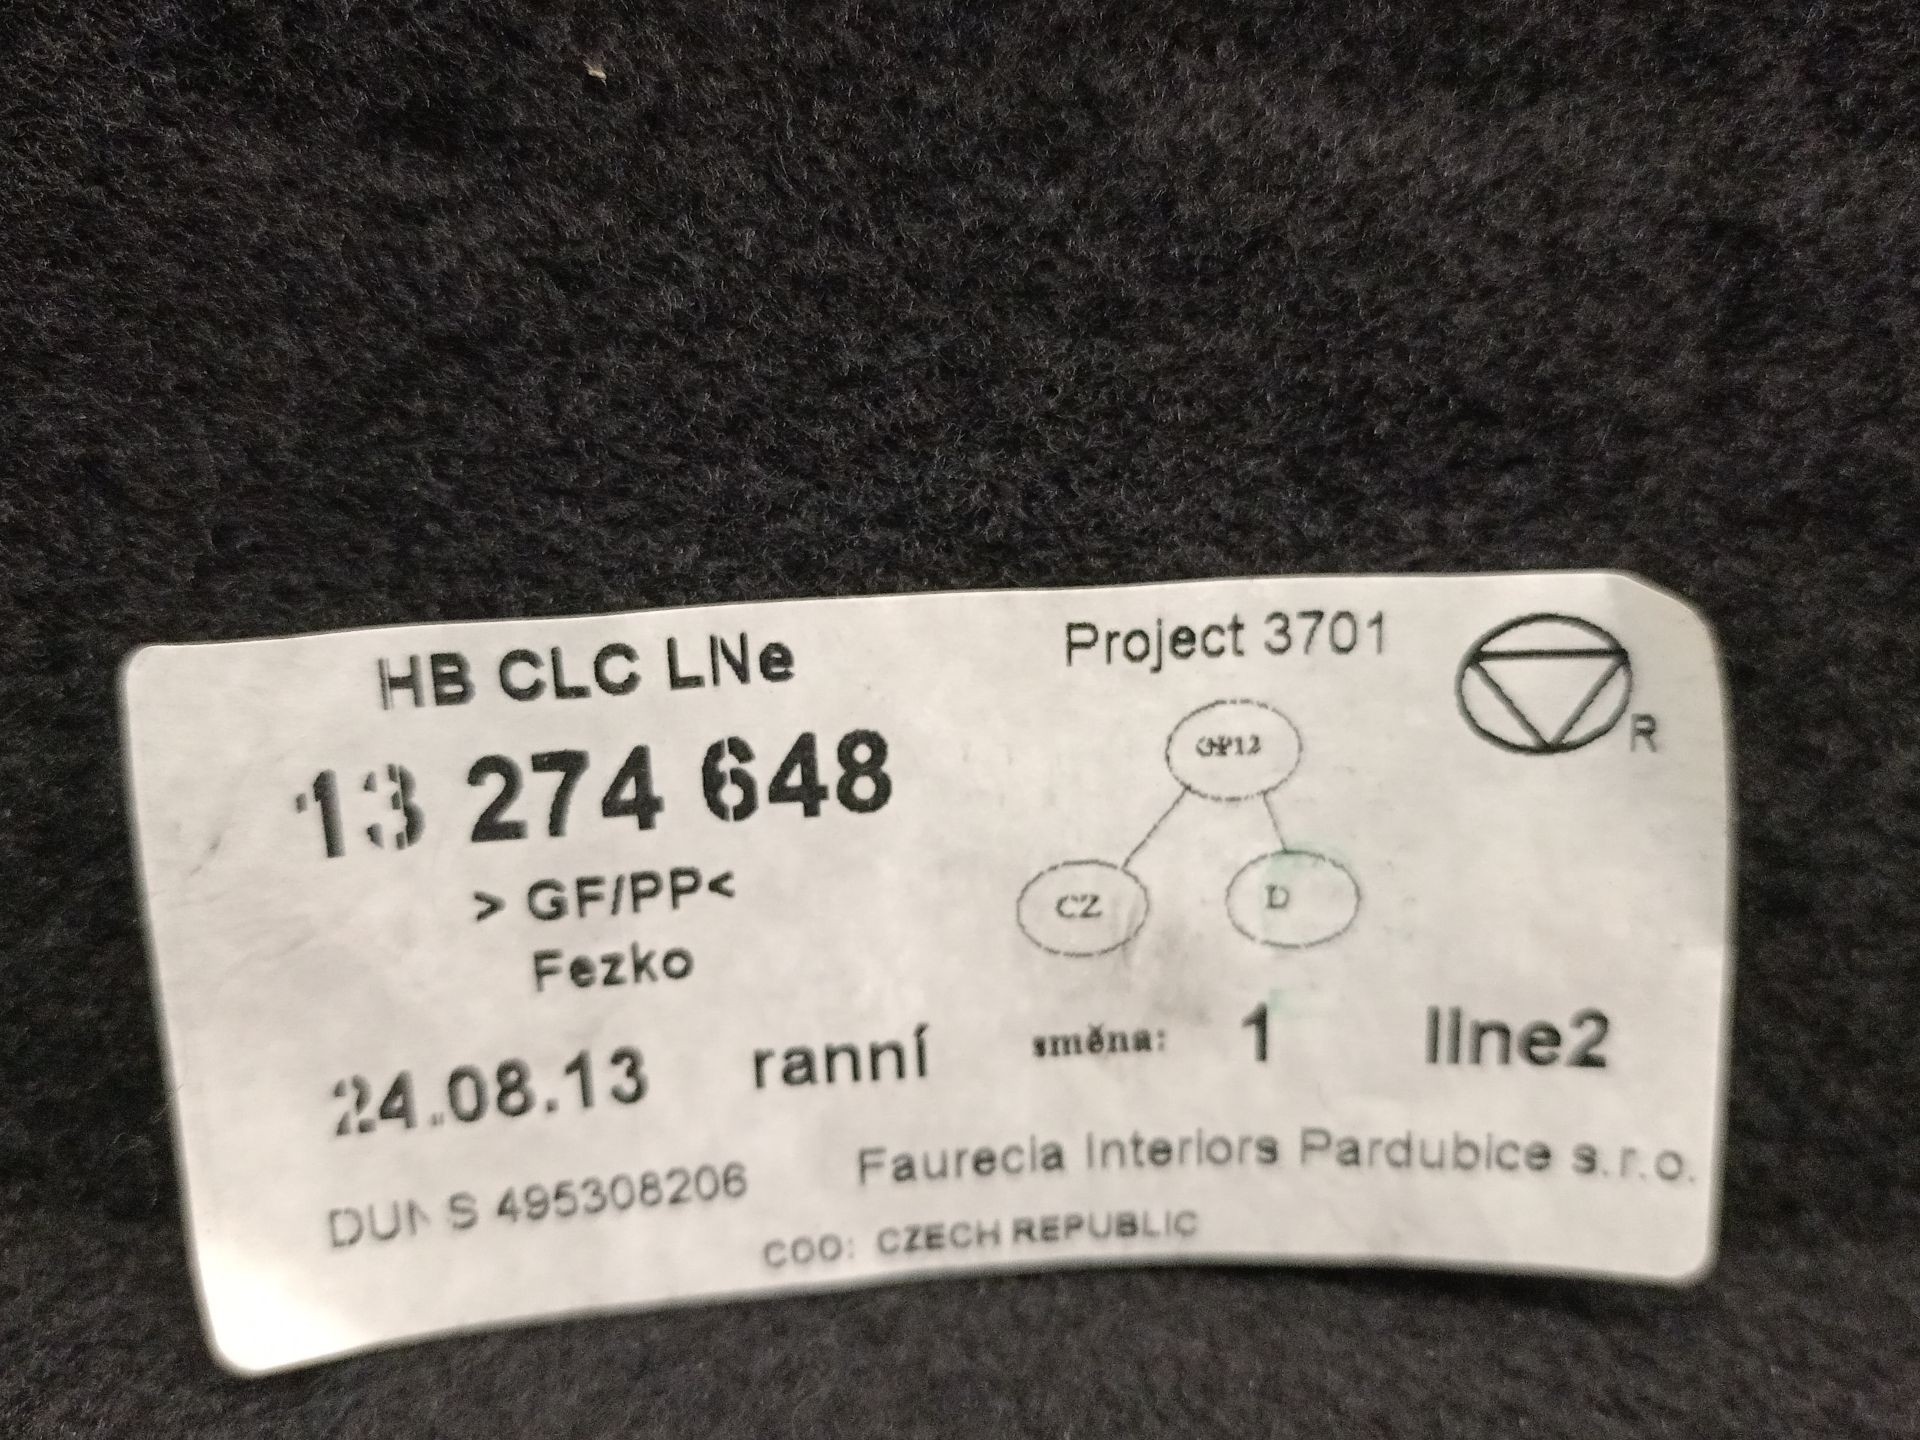 HB CLC LNe
Project 3701
R
13 274 648
GP12
> GF/PP<
CZ
D
Fezko
24.08.13 ranní směna: 1 line2
DUNS 495308206 Faurecia Interiors Pardubice s.r.o.
COO: CZECH REPUBLIC